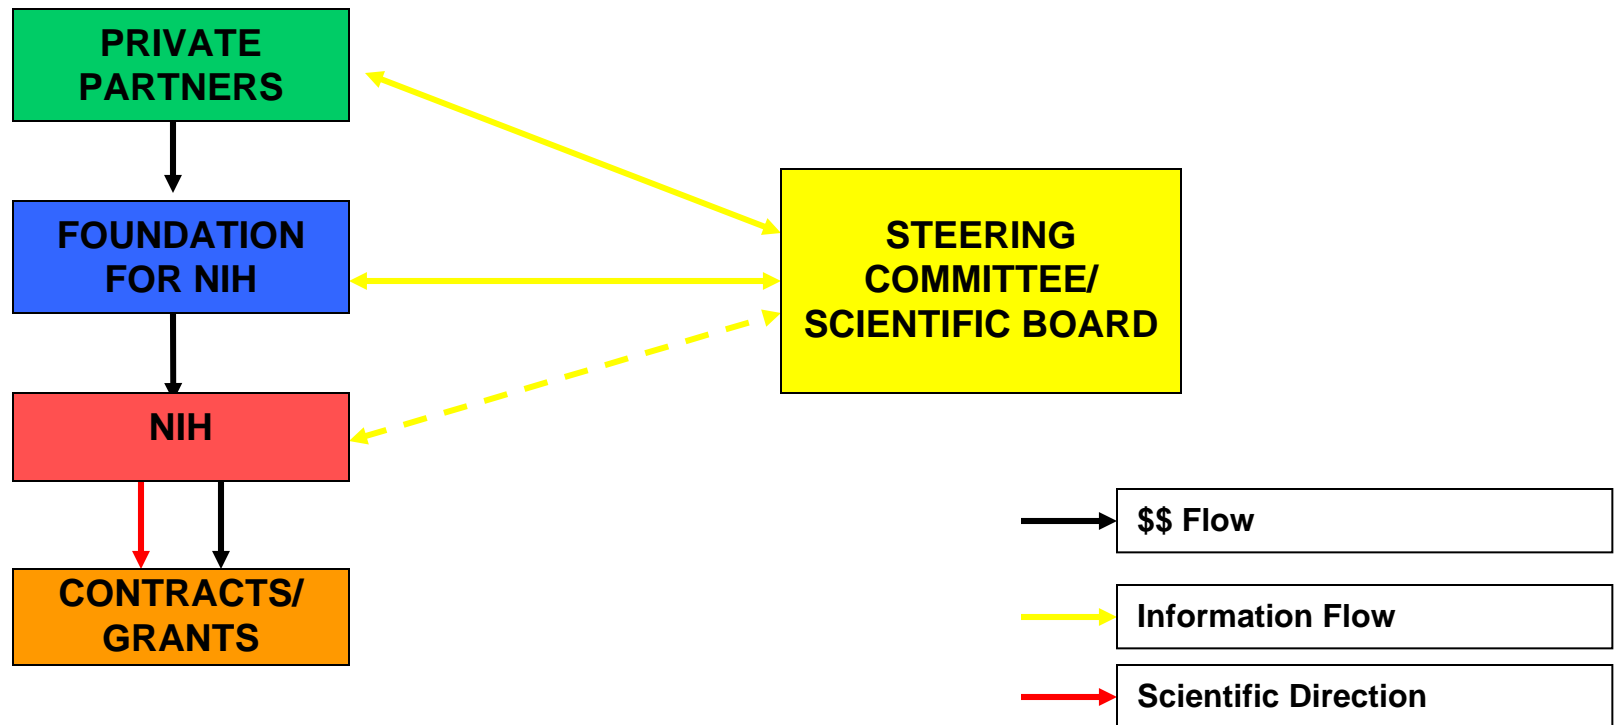 PRIVATE
PARTNERS
FOUNDATION
FOR NIH
STEERING
COMMITTEE/
SCIENTIFIC BOARD
NIH
CONTRACTS/
GRANTS
$$ Flow
Information Flow
Scientific Direction